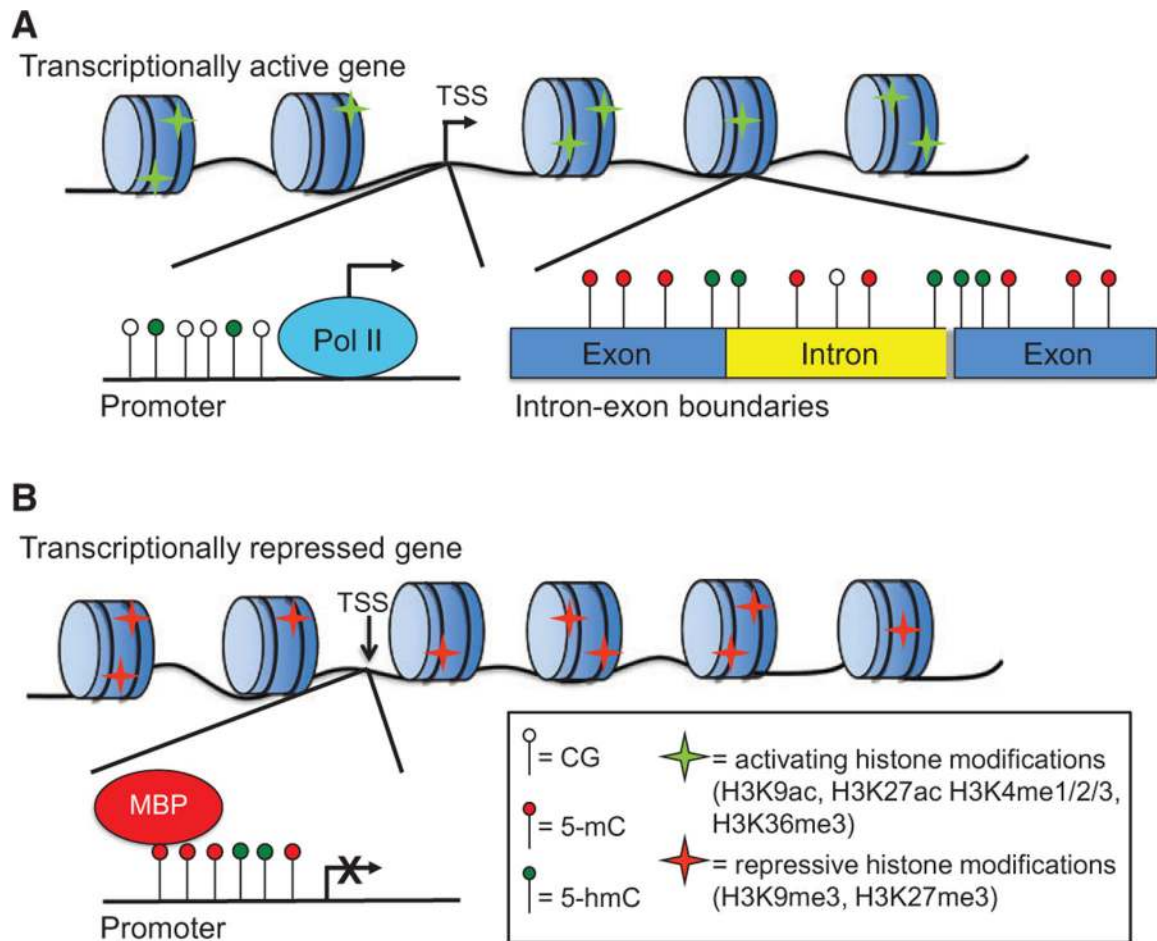 A
Transcriptionally active gene
TSS
Pol II
Promoter
Exon
Intron
Exon
Intron-exon boundaries
B
Transcriptionally repressed gene
TSS
MBP
X
Promoter
= CG
= 5-mC
= 5-hmC
= activating histone modifications
(H3K9ac, H3K27ac H3K4me1/2/3,
H3K36me3)
= repressive histone modifications
(H3K9me3, H3K27me3)